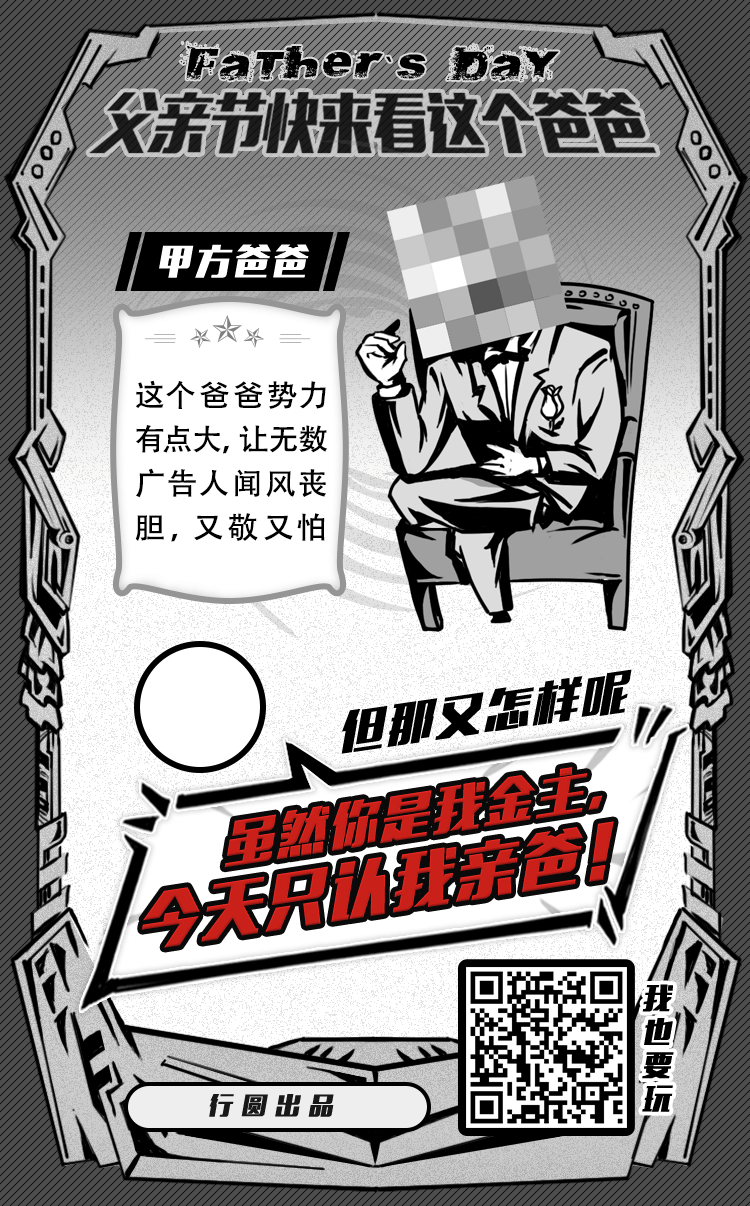 Father's Day
父亲节快来看这个爸爸
甲方爸爸
这个爸爸势力
有点大, 让无数
广告人闻风丧
胆, 又敬又怕
但那又怎样呢
虽然你是我金主,
今天只认我亲爸!
我也要玩
行圆出品